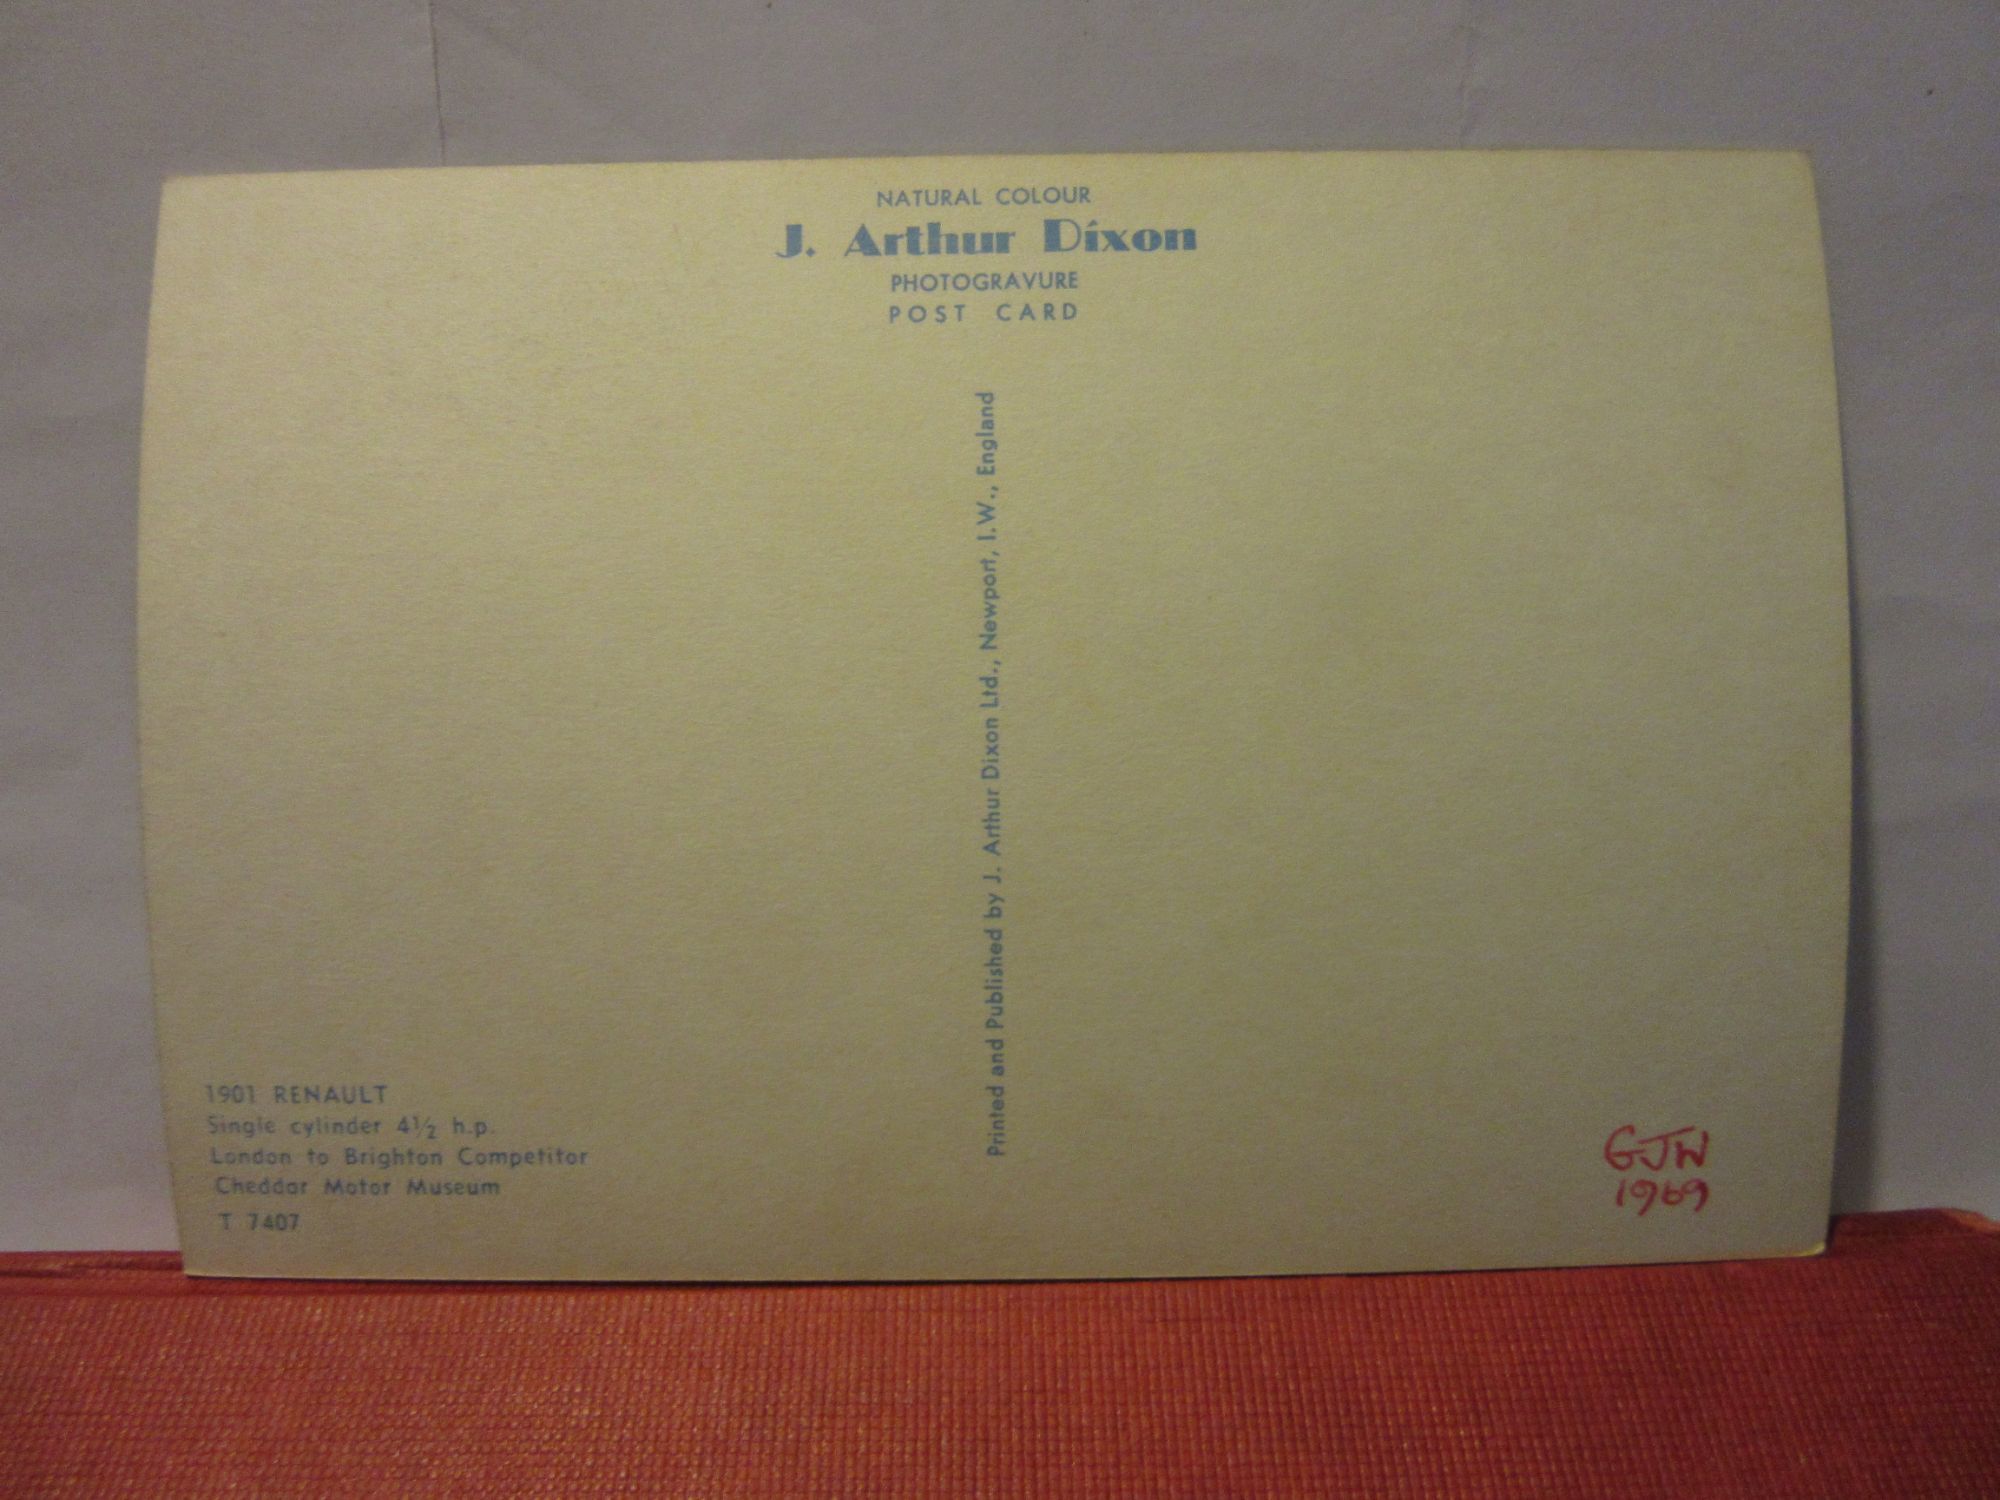 NATURAL COLOUR
J. Arthur Dixon
PHOTOGRAVURE
POST CARD
Printed and Published by J. Arthur Dixon Ltd., Newport, I.W., England
1901 RENAULT
Single cylinder 4½ h.p.
London to Brighton Competitor
Cheddar Motor Museum
T 7407
GJW
1969